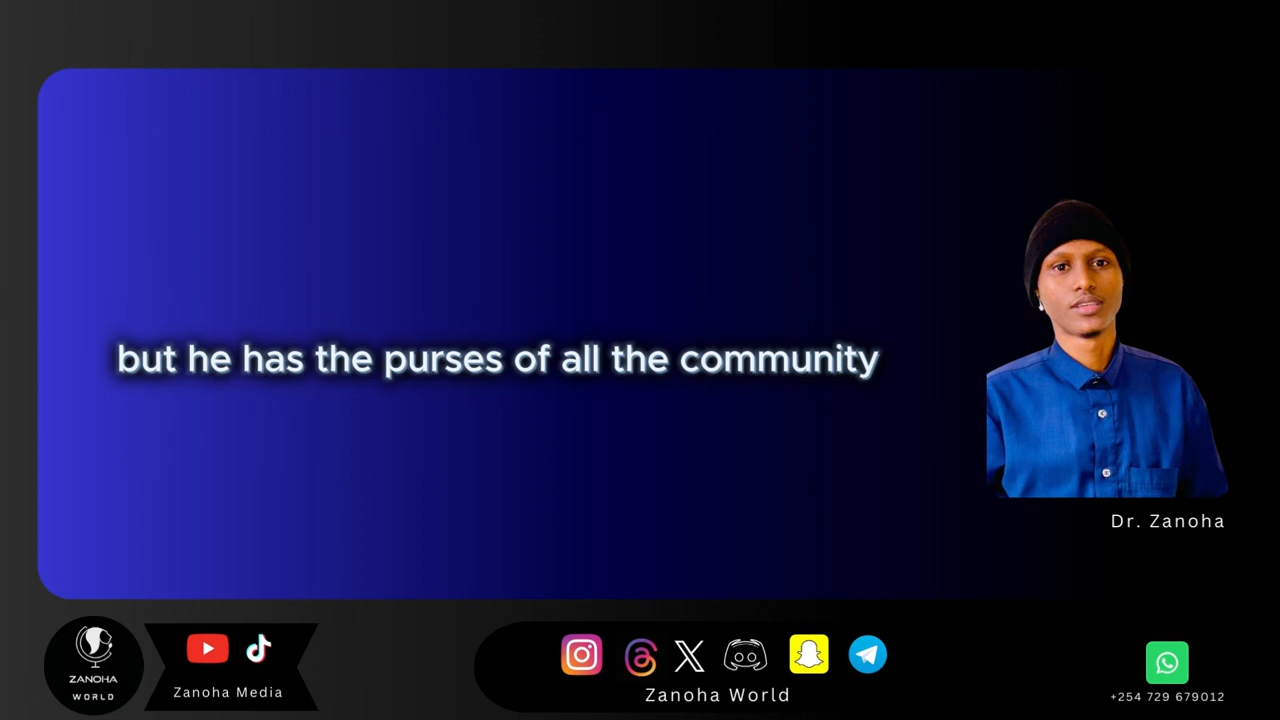 but he has the purses of all the community
Dr. Zanoha
ZANOHA
WORLD
Zanoha Media
Zanoha World
+254 729 679012